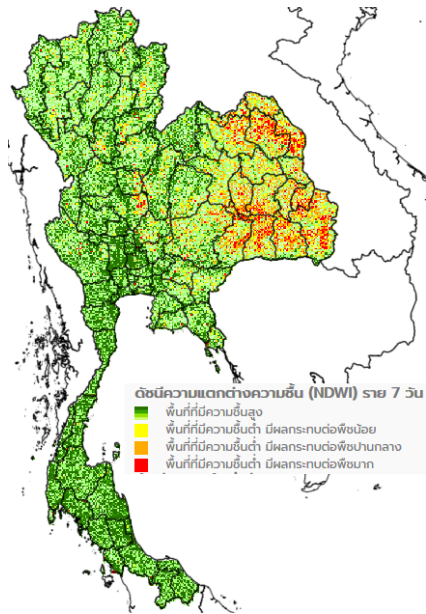 ดัชนีความแตกต่างความชื้น (NDWI) ราย 7 วัน
พื้นที่ที่มีความชื้นสูง
พื้นที่ที่มีความชื้นต่ำ มีผลกระทบต่อพืชน้อย
พื้นที่ที่มีความชื้นต่ำ มีผลกระทบต่อพืชปานกลาง
พื้นที่ที่มีความชื้นต่ำ มีผลกระทบต่อพืชมาก